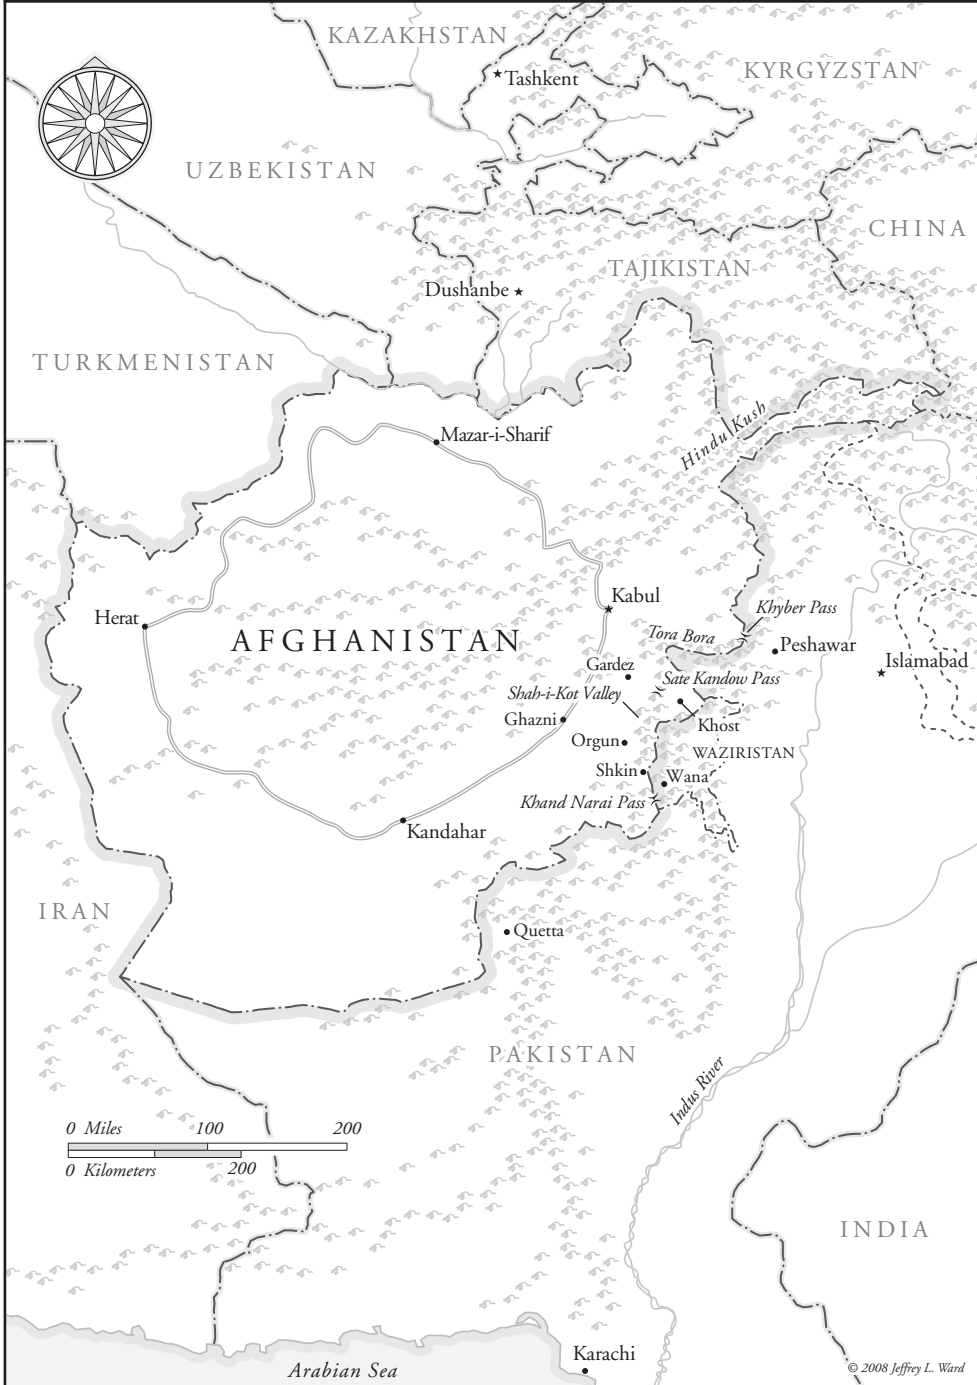 KAZAKHSTAN
KYRGYZSTAN
Tashkent
UZBEKISTAN
CHINA
TAJIKISTAN
Dushanbe
TURKMENISTAN
Hindu Kush
Mazar-i-Sharif
Kabul
Khyber Pass
Herat
AFGHANISTAN
Tora Bora
Peshawar
Islamabad
Gardez
Sate Kandow Pass
Shah-i-Kot Valley
Ghazni
Khost
Orgun
WAZIRISTAN
Shkin
Wana
Khand Narai Pass
Kandahar
IRAN
Quetta
PAKISTAN
Indus River
0 Miles 100 200
0 Kilometers 200
INDIA
Karachi
Arabian Sea
© 2008 Jeffrey L. Ward